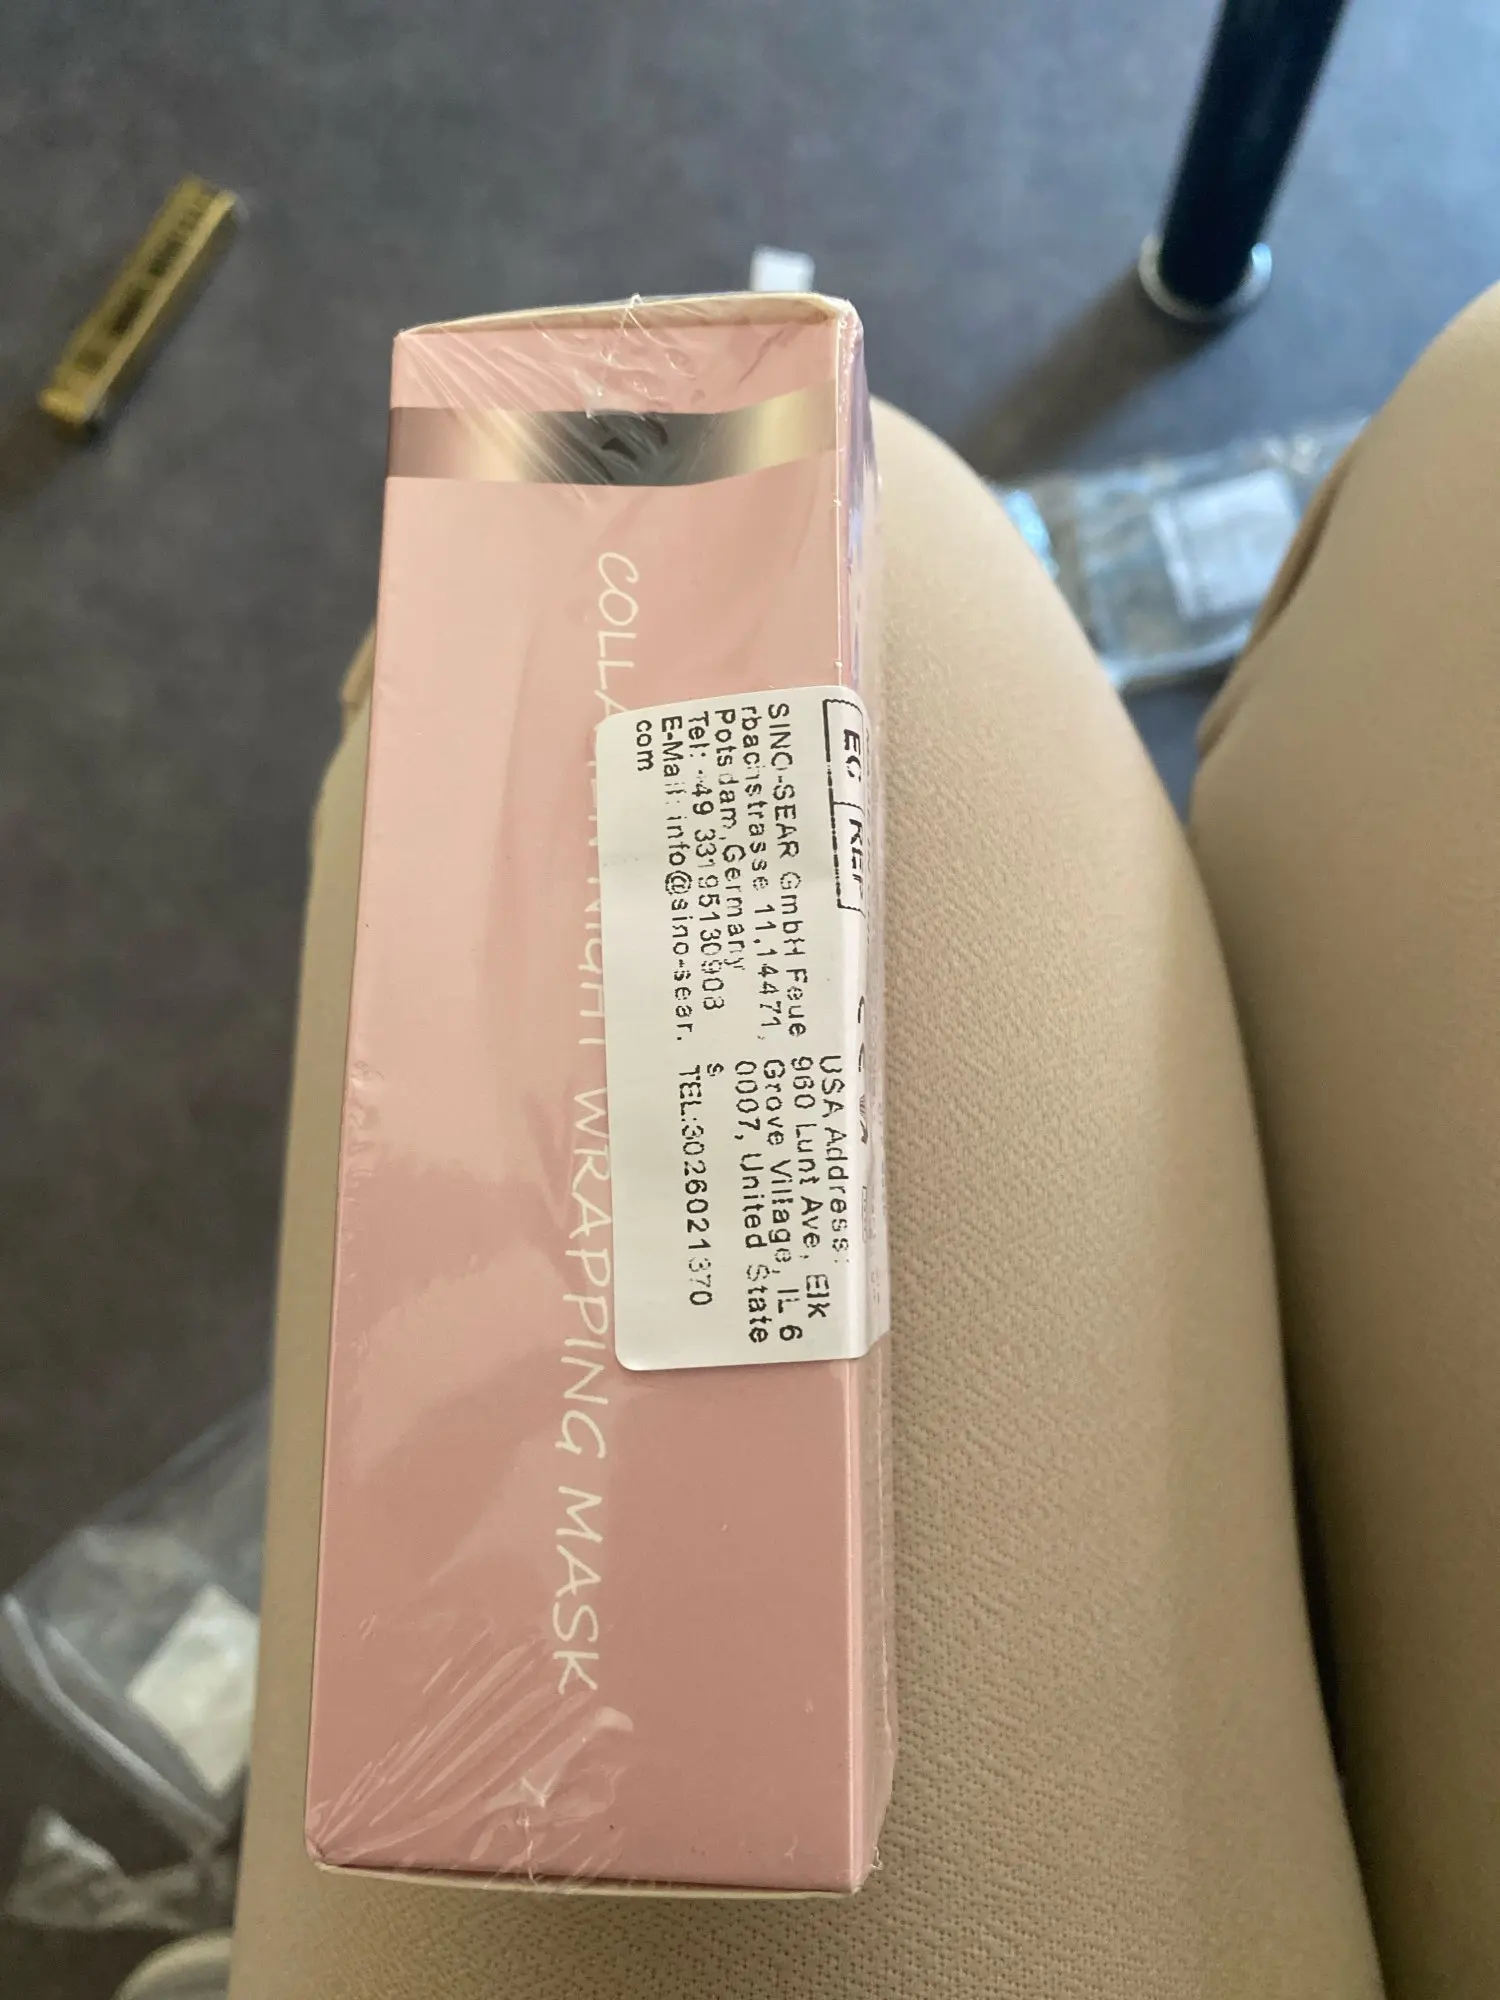 COLLA NIGHT WRAPPING MASK
EC REP
SINO-SEAR GmbH Feue
rbachstrasse 11,14471,
Potsdam,Germany
Tel: +49 33195130908
E-Mail: info@sino-sear.
com
USA Address:
960 Lunt Ave, Elk
Grove Village, IL 6
0007, United State
s
TEL:3026021370